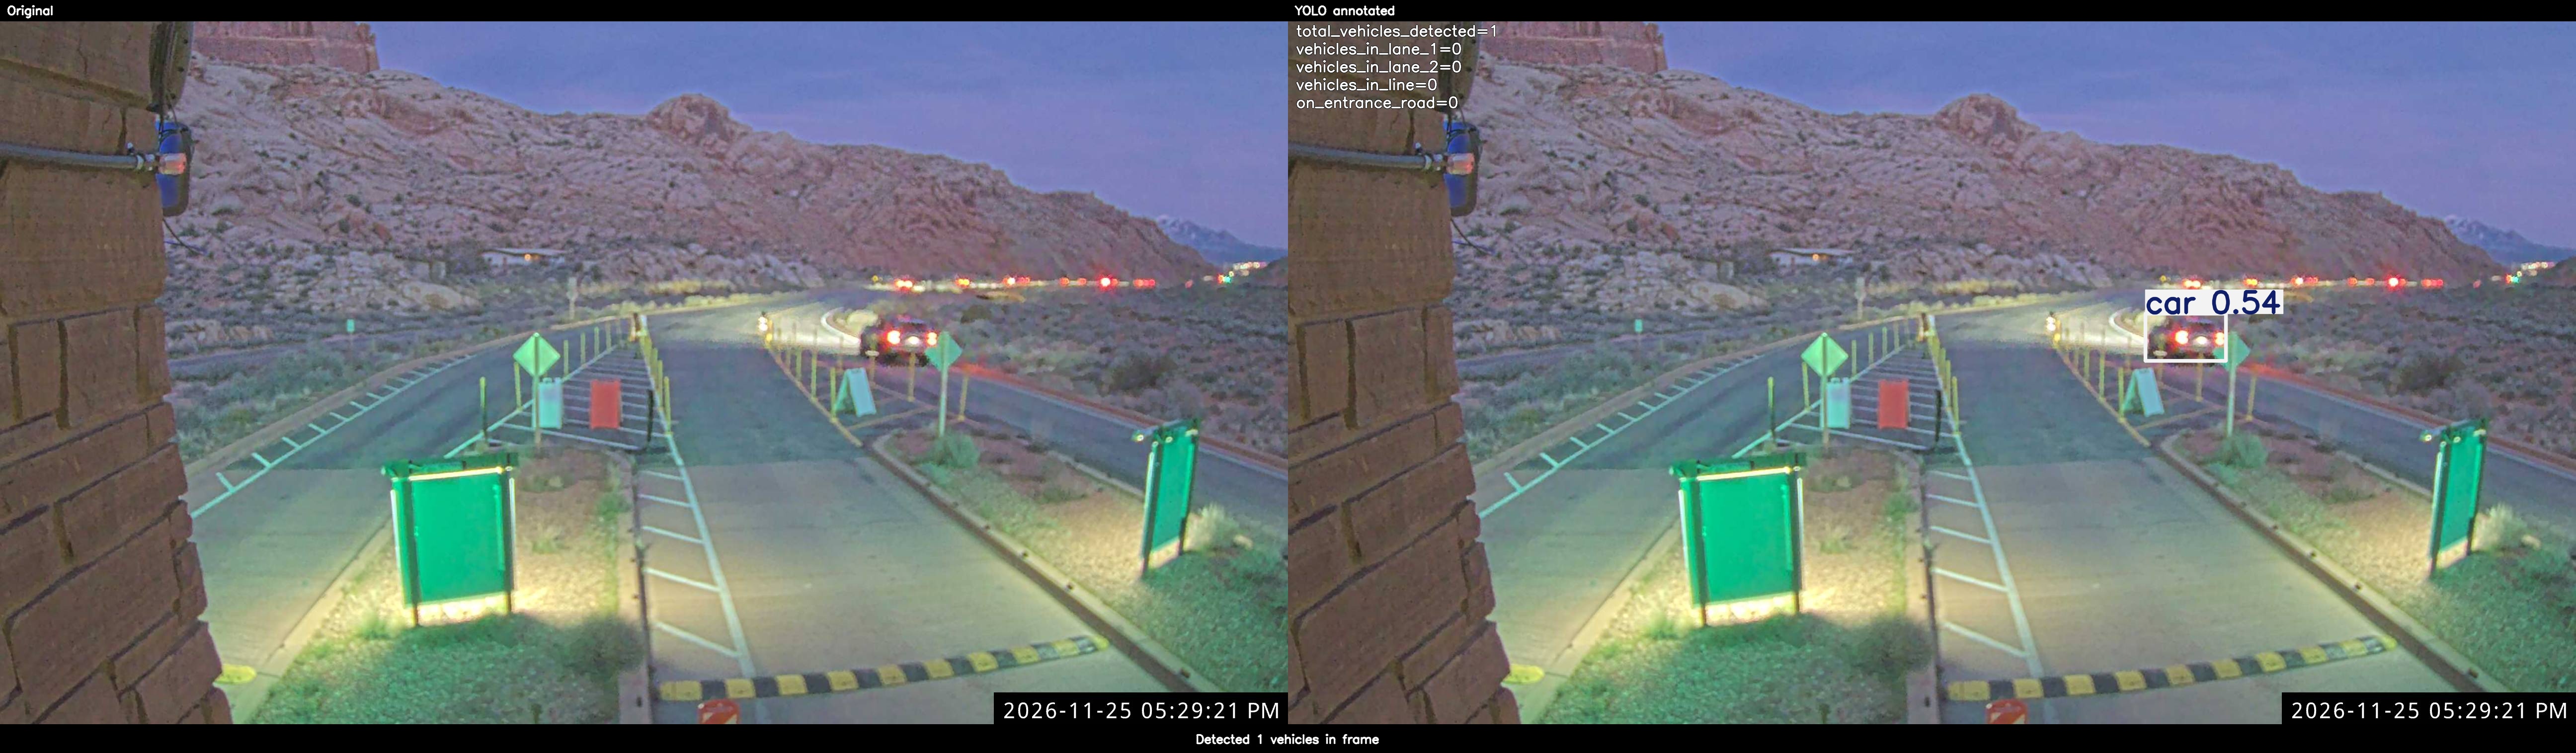 Original
YOLO annotated
total_vehicles_detected=1
vehicles_in_lane_1=0
vehicles_in_lane_2=0
vehicles_in_line=0
on_entrance_road=0
car 0.54
2026-11-25 05:29:21 PM
2026-11-25 05:29:21 PM
Detected 1 vehicles in frame